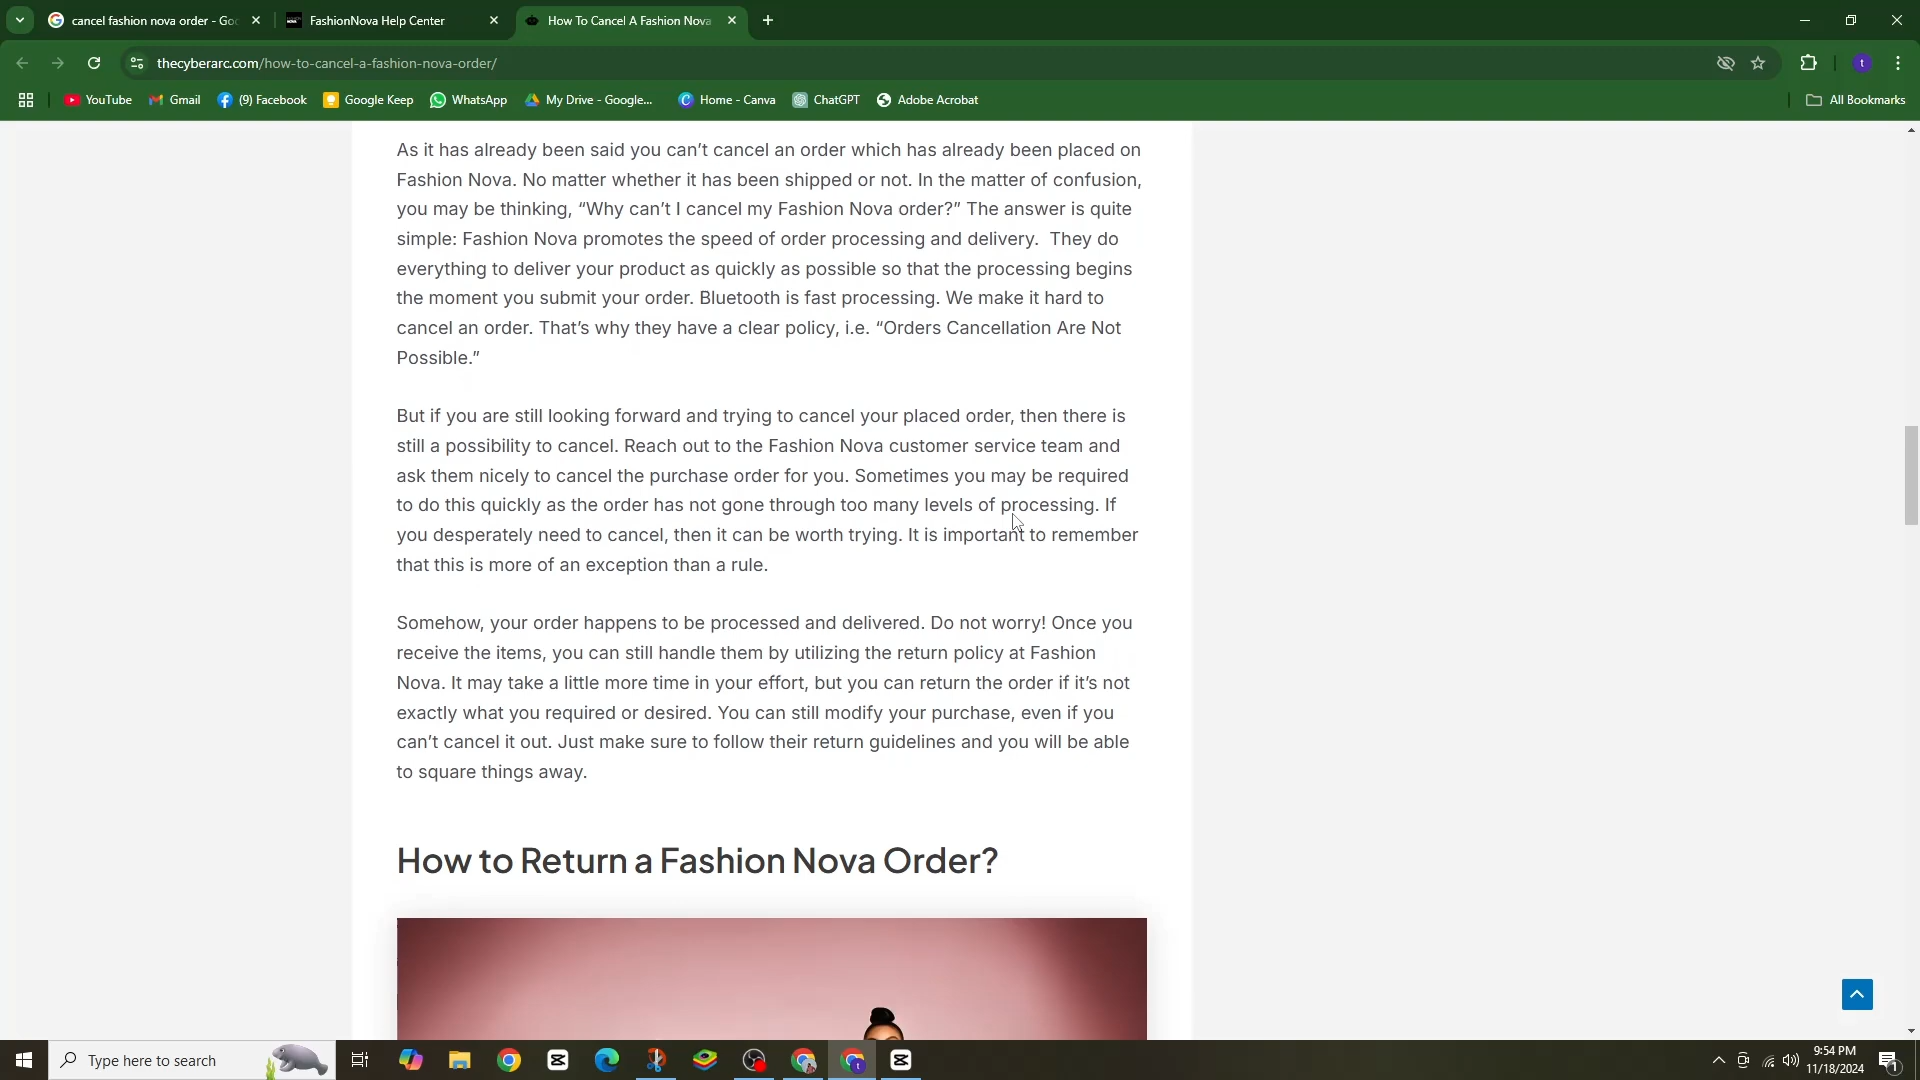 cancel fashion nova order - Goo
FashionNova Help Center
How To Cancel A Fashion Nova
thecyberarc.com/how-to-cancel-a-fashion-nova-order/
t
YouTube
Gmail
(9) Facebook
Google Keep
WhatsApp
My Drive - Google...
Home - Canva
ChatGPT
Adobe Acrobat
All Bookmarks
As it has already been said you can’t cancel an order which has already been placed on
Fashion Nova. No matter whether it has been shipped or not. In the matter of confusion,
you may be thinking, “Why can’t I cancel my Fashion Nova order?” The answer is quite
simple: Fashion Nova promotes the speed of order processing and delivery.  They do
everything to deliver your product as quickly as possible so that the processing begins
the moment you submit your order. Bluetooth is fast processing. We make it hard to
cancel an order. That’s why they have a clear policy, i.e. “Orders Cancellation Are Not
Possible.”
But if you are still looking forward and trying to cancel your placed order, then there is
still a possibility to cancel. Reach out to the Fashion Nova customer service team and
ask them nicely to cancel the purchase order for you. Sometimes you may be required
to do this quickly as the order has not gone through too many levels of processing. If
you desperately need to cancel, then it can be worth trying. It is important to remember
that this is more of an exception than a rule.
Somehow, your order happens to be processed and delivered. Do not worry! Once you
receive the items, you can still handle them by utilizing the return policy at Fashion
Nova. It may take a little more time in your effort, but you can return the order if it’s not
exactly what you required or desired. You can still modify your purchase, even if you
can’t cancel it out. Just make sure to follow their return guidelines and you will be able
to square things away.
How to Return a Fashion Nova Order?
Type here to search
9:54 PM
11/18/2024
1